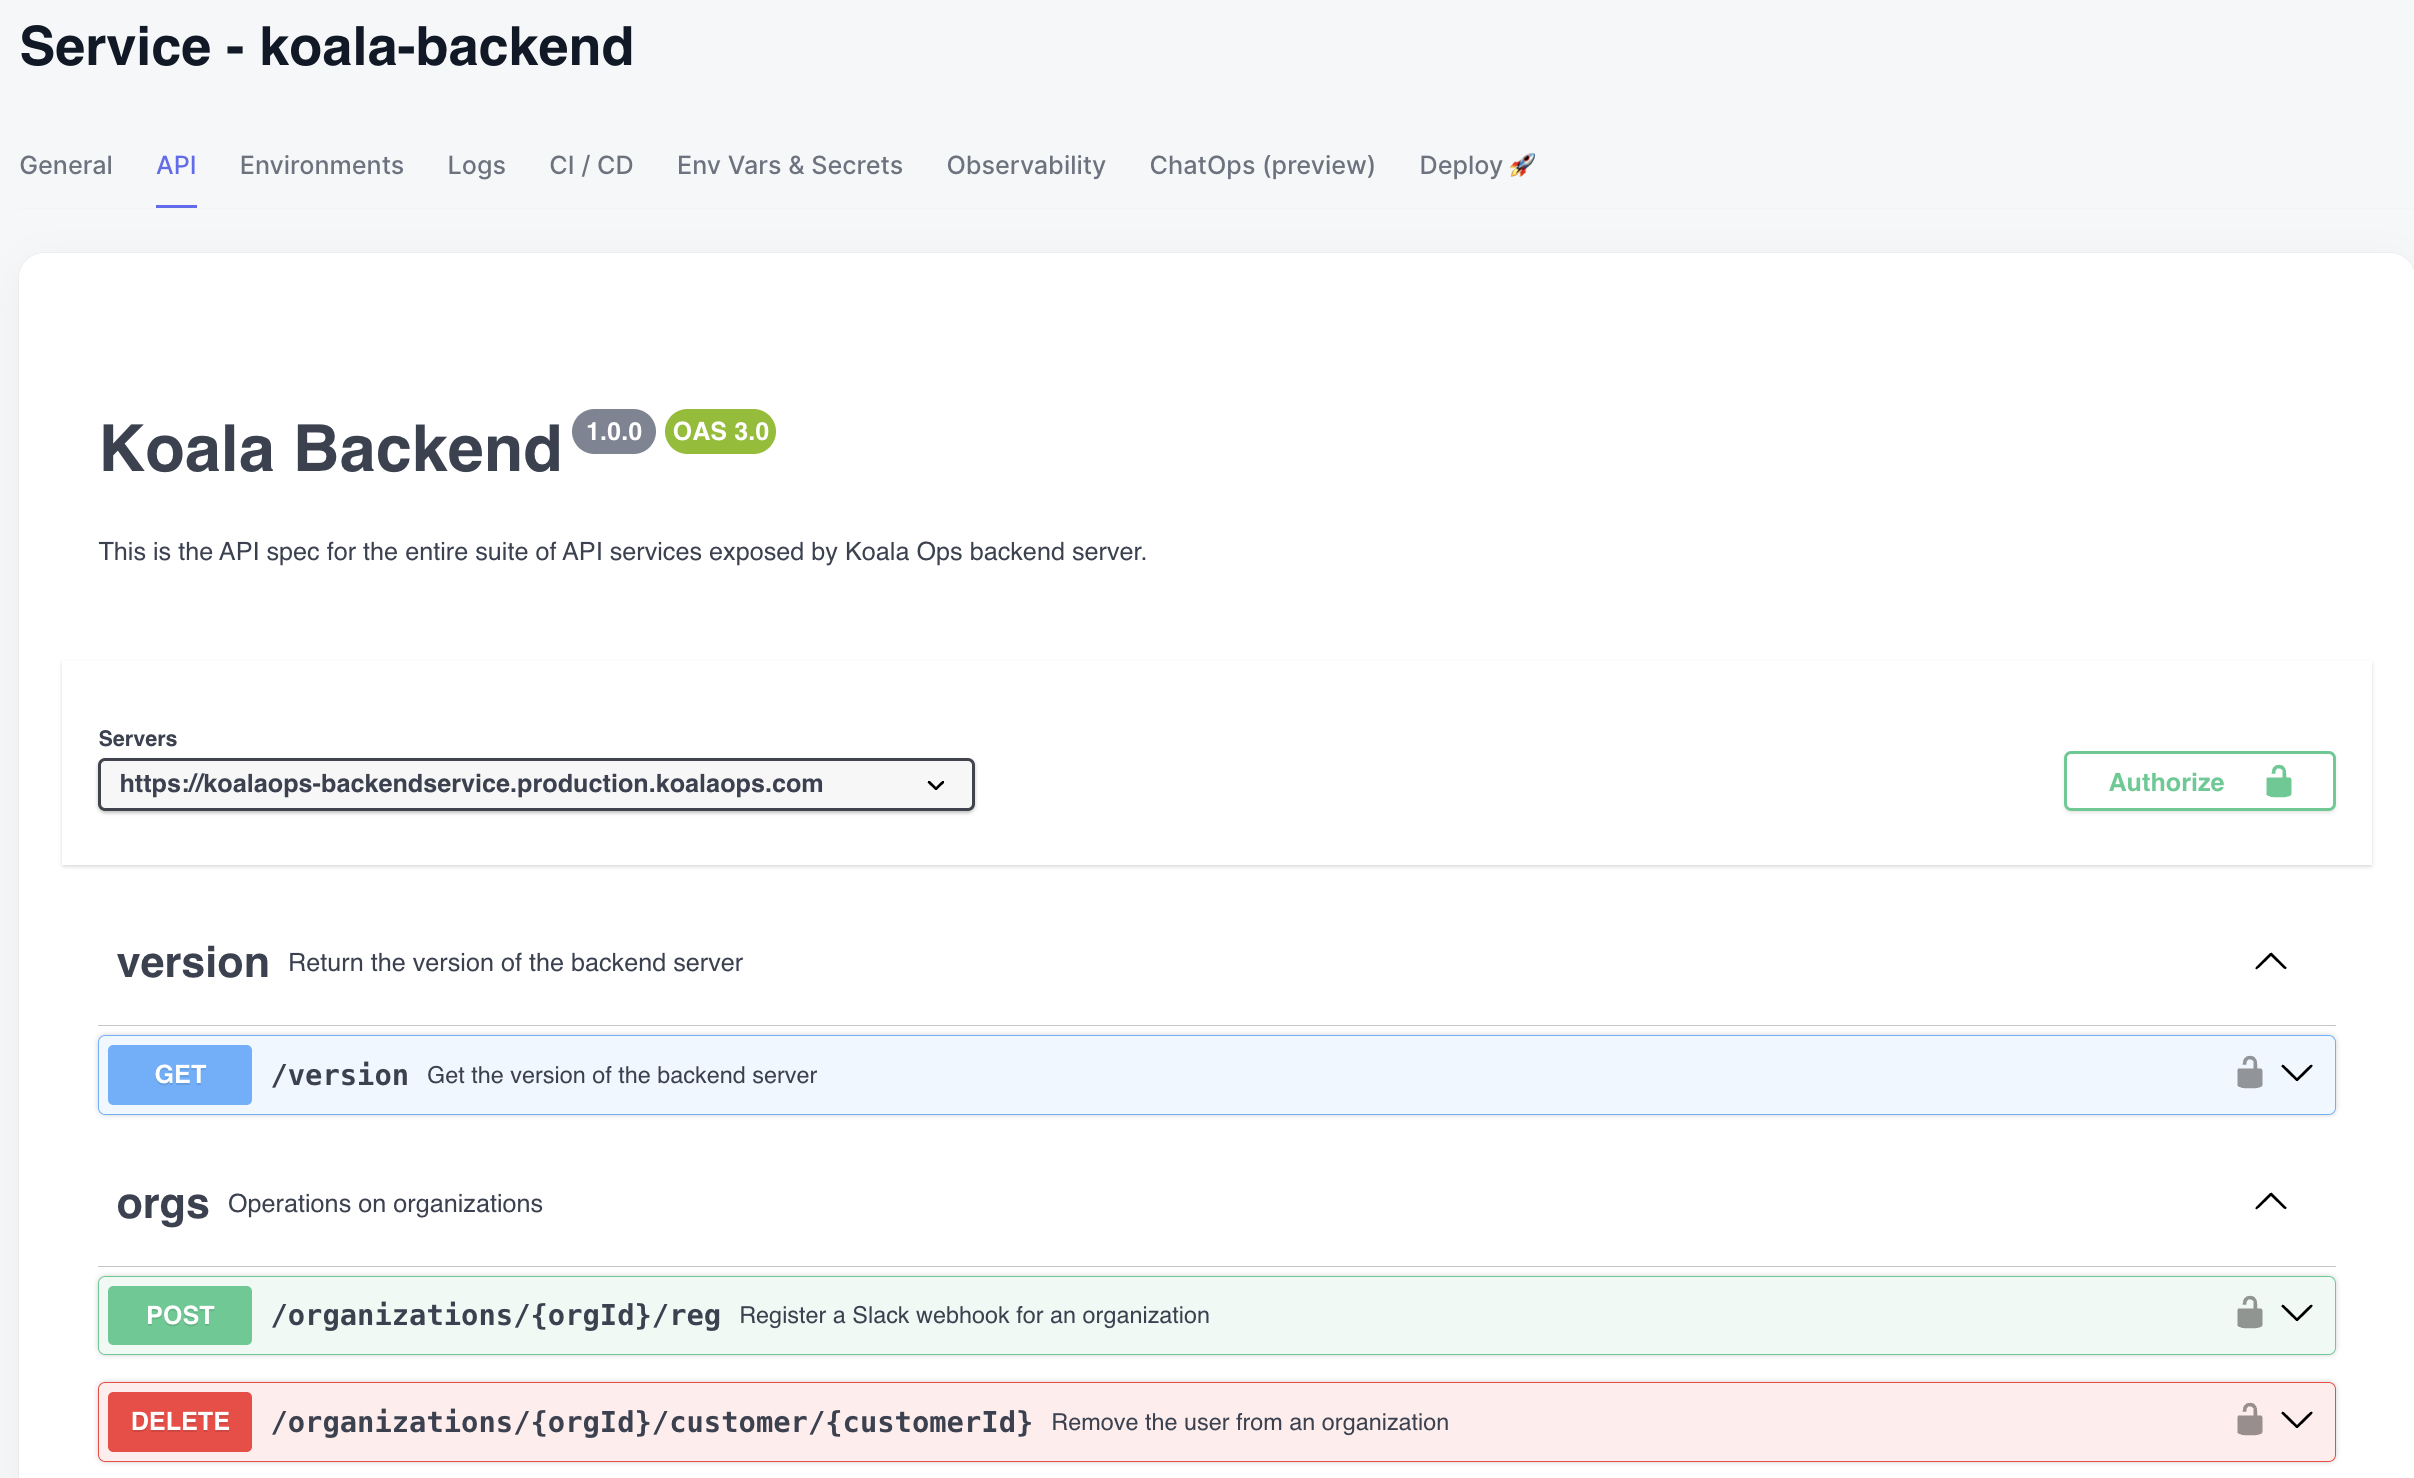 Service - koala-backend
General API Environments Logs CI / CD Env Vars & Secrets Observability ChatOps (preview) Deploy 🚀
Koala Backend 1.0.0 OAS 3.0
This is the API spec for the entire suite of API services exposed by Koala Ops backend server.
Servers
https://koalaops-backendservice.production.koalaops.com
Authorize
version Return the version of the backend server
GET /version Get the version of the backend server
orgs Operations on organizations
POST /organizations/{orgId}/reg Register a Slack webhook for an organization
DELETE /organizations/{orgId}/customer/{customerId} Remove the user from an organization